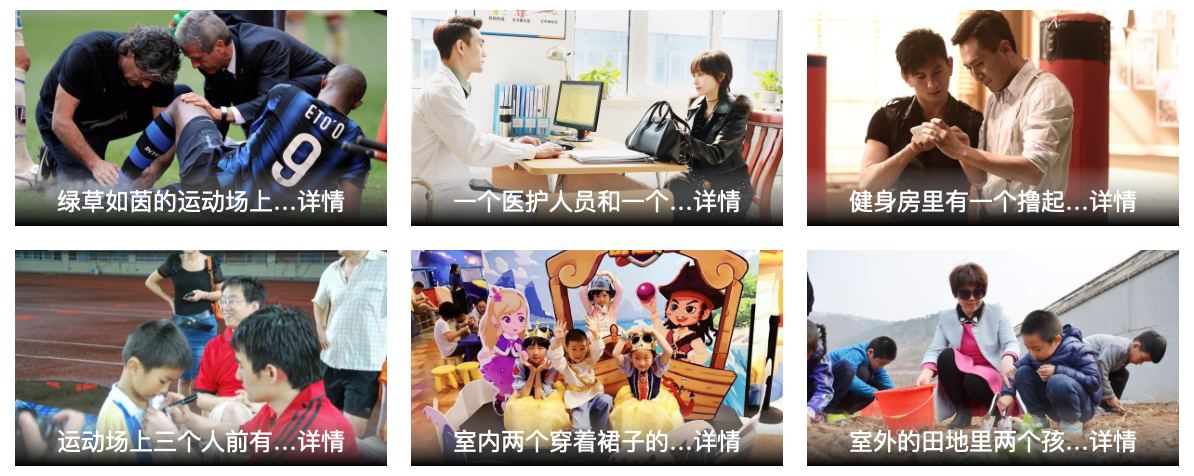 ETO'O
9
绿草如茵的运动场上...详情
一个医护人员和一个...详情
健身房里有一个撸起...详情
运动场上三个人前有...详情
室内两个穿着裙子的...详情
室外的田地里两个孩...详情